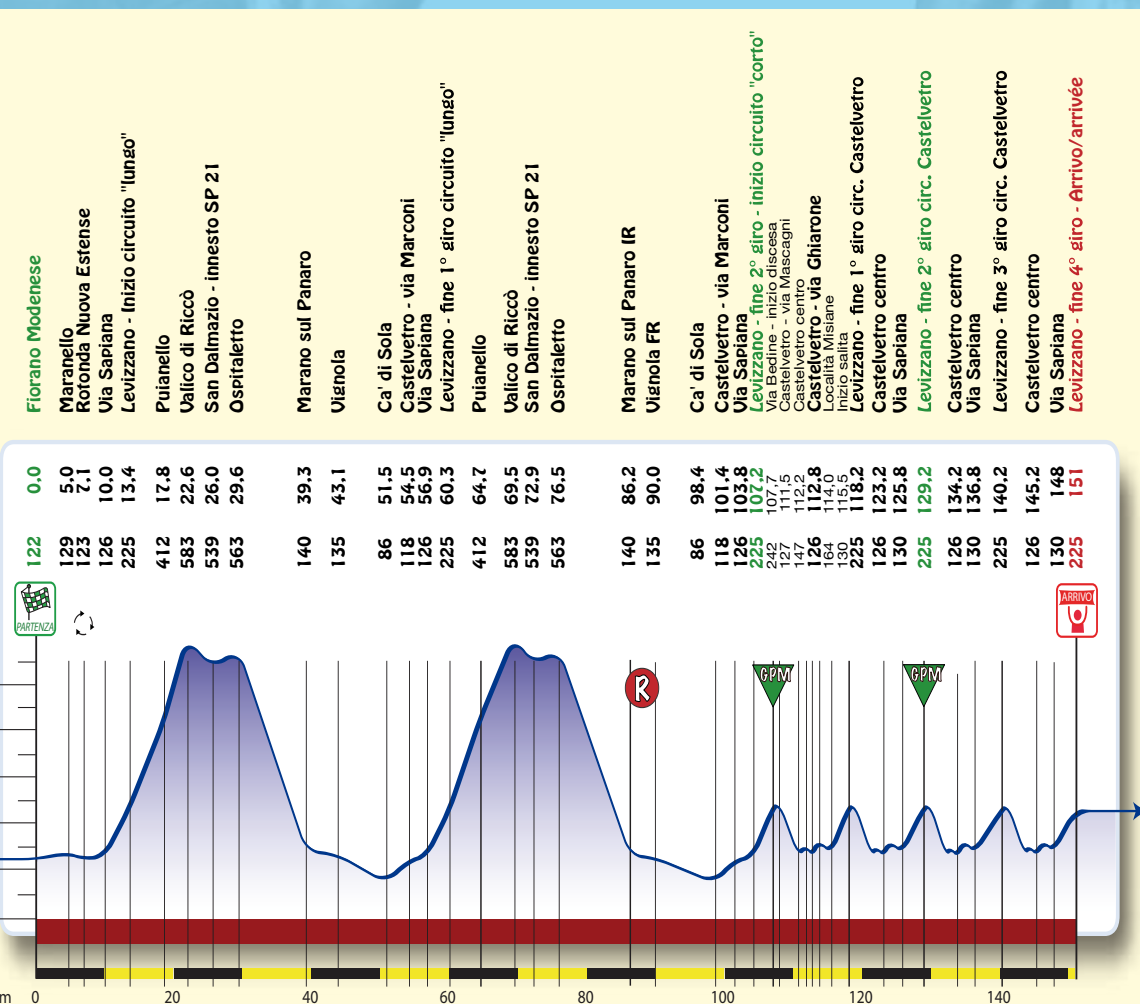 Fiorano Modenese
Maranello
Rotonda Nuova Estense
Via Sapiana
Levizzano - Inizio circuito "lungo"
Puianello
Valico di Riccò
San Dalmazio - innesto SP 21
Ospitaletto
Marano sul Panaro
Vignola
Ca' di Sola
Castelvetro - via Marconi
Via Sapiana
Levizzano - fine 1° giro circuito "lungo"
Puianello
Valico di Riccò
San Dalmazio - innesto SP 21
Ospitaletto
Marano sul Panaro IR
Vignola FR
Ca' di Sola
Castelvetro - via Marconi
Via Sapiana
Levizzano - fine 2° giro - inizio circuito "corto"
Via Bedine - inizio discesa
Castelvetro - via Mascagni
Castelvetro centro
Castelvetro - via Ghiarone
Località Misiane
Inizio salita
Levizzano - fine 1° giro circ. Castelvetro
Castelvetro centro
Via Sapiana
Levizzano - fine 2° giro circ. Castelvetro
Castelvetro centro
Via Sapiana
Levizzano - fine 3° giro circ. Castelvetro
Castelvetro centro
Via Sapiana
Levizzano - fine 4° giro - Arrivo/arrivée
0.0 5.0 7.1 10.0 13.4 17.8 22.6 26.0 29.6 39.3 43.1 51.5 54.5 56.9 60.3 64.7 69.5 72.9 76.5 86.2 90.0 98.4 101.4 103.8 107.2 107,7 111,5 112,2 112.8 114,0 115,5 118.2 123.2 125.8 129.2 134.2 136.8 140.2 145.2 148 151
122 129 123 126 225 412 583 539 563 140 135 86 118 126 225 412 583 539 563 140 135 86 118 126 225 242 127 147 126 164 130 225 126 130 225 126 130 225 126 130 225
PARTENZA
ARRIVO
R
GPM
GPM
m 0 20 40 60 80 100 120 140